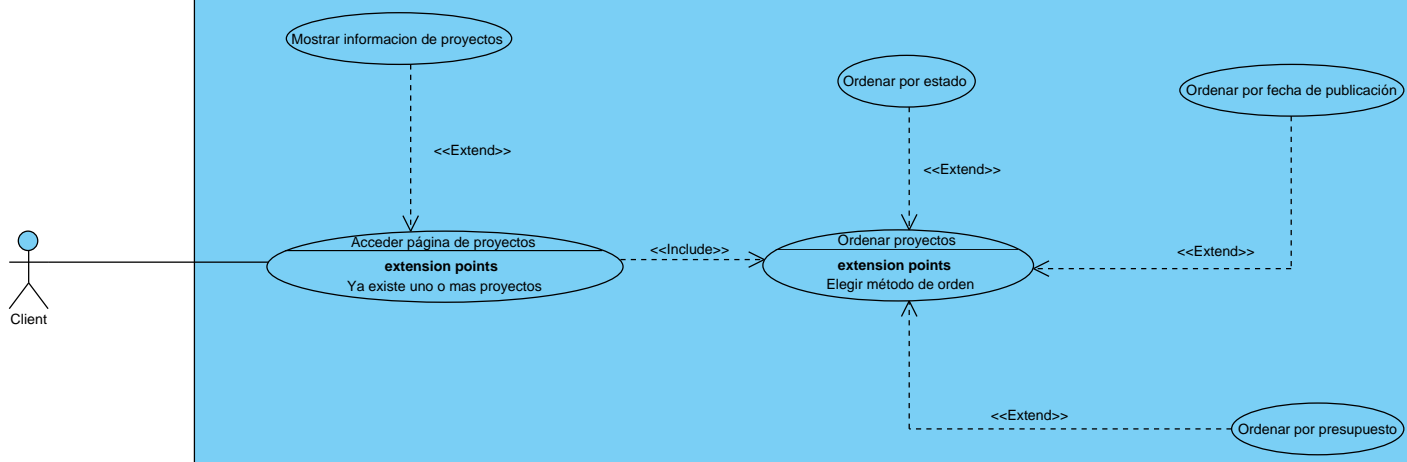 Mostrar informacion de proyectos
Ordenar por estado
Ordenar por fecha de publicación
<<Extend>>
<<Extend>>
<<Extend>>
Client
Acceder página de proyectos
extension points
Ya existe uno o mas proyectos
<<Include>>
Ordenar proyectos
extension points
Elegir método de orden
<<Extend>>
Ordenar por presupuesto